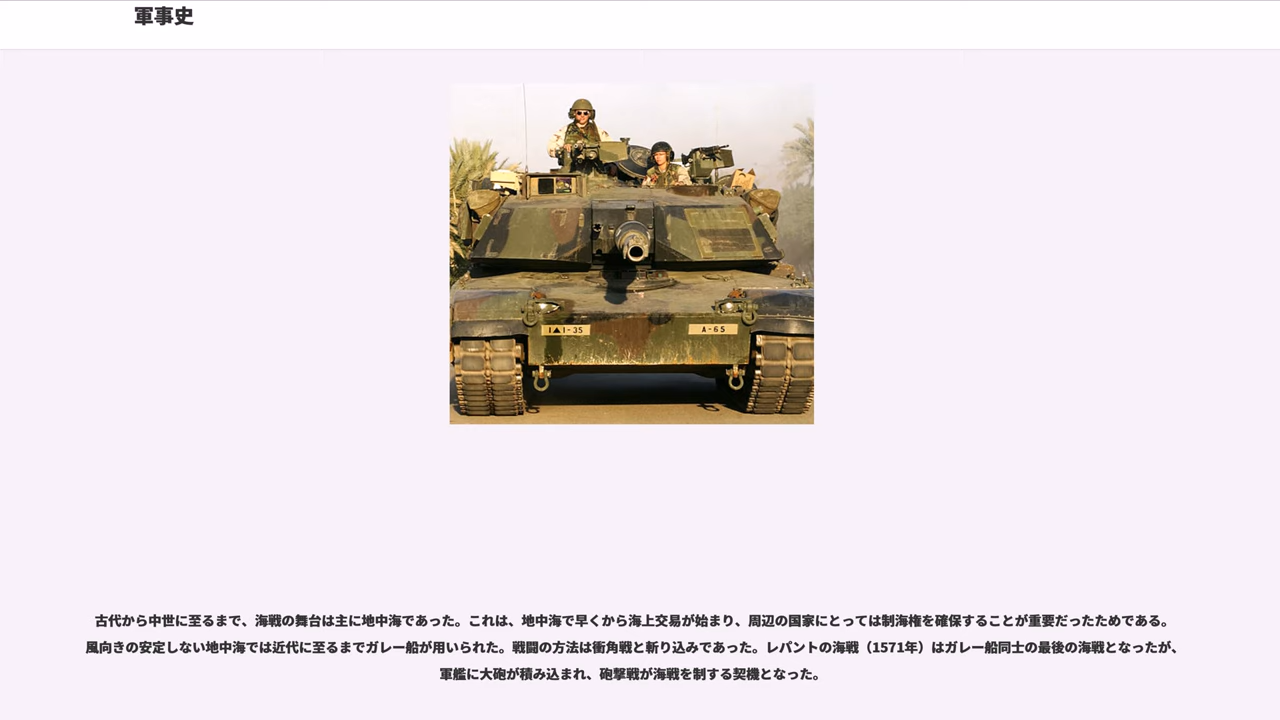 軍事史
1▲1-35
A-65
古代から中世に至るまで、海戦の舞台は主に地中海であった。これは、地中海で早くから海上交易が始まり、周辺の国家にとっては制海権を確保することが重要だったためである。
風向きの安定しない地中海では近代に至るまでガレー船が用いられた。戦闘の方法は衝角戦と斬り込みであった。レパントの海戦（1571年）はガレー船同士の最後の海戦となったが、
軍艦に大砲が積み込まれ、砲撃戦が海戦を制する契機となった。